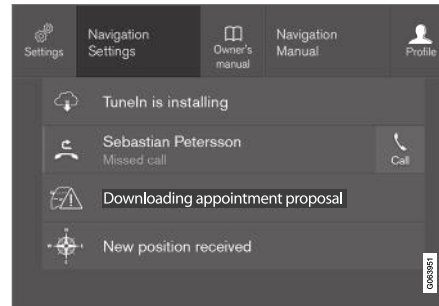 Settings
Navigation
Settings
Owner's
manual
Navigation
Manual
Profile
TuneIn is installing
Sebastian Petersson
Missed call
Call
Downloading appointment proposal
New position received
G063951